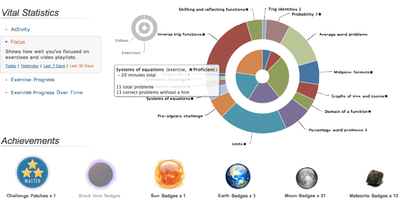 Vital Statistics
Activity
Focus
Shows how well you've focused
on exercises and video playlists.
Today | Yesterday | Last 7 Days | Last 30 Days
Exercise Progress
Exercise Progress Over Time
Videos
Exercises
Shifting and reflecting functions
Trig identities 1
Probability 1
Inverse trig functions
Average word problems
Midpoint formula
Graphs of sine and cosine
Domain of a function
Percentage word problems 2
Units
Pre-algebra challenge
Systems of equations
Systems of equations (exercise, ★Proficient)
~ 20 minutes total
13 total problems
13 correct problems without a hint
Achievements
MASTER
Challenge Patches x 1
Black Hole Badges
Sun Badges x 1
Earth Badges x 3
Moon Badges x 21
Meteorite Badges x 12